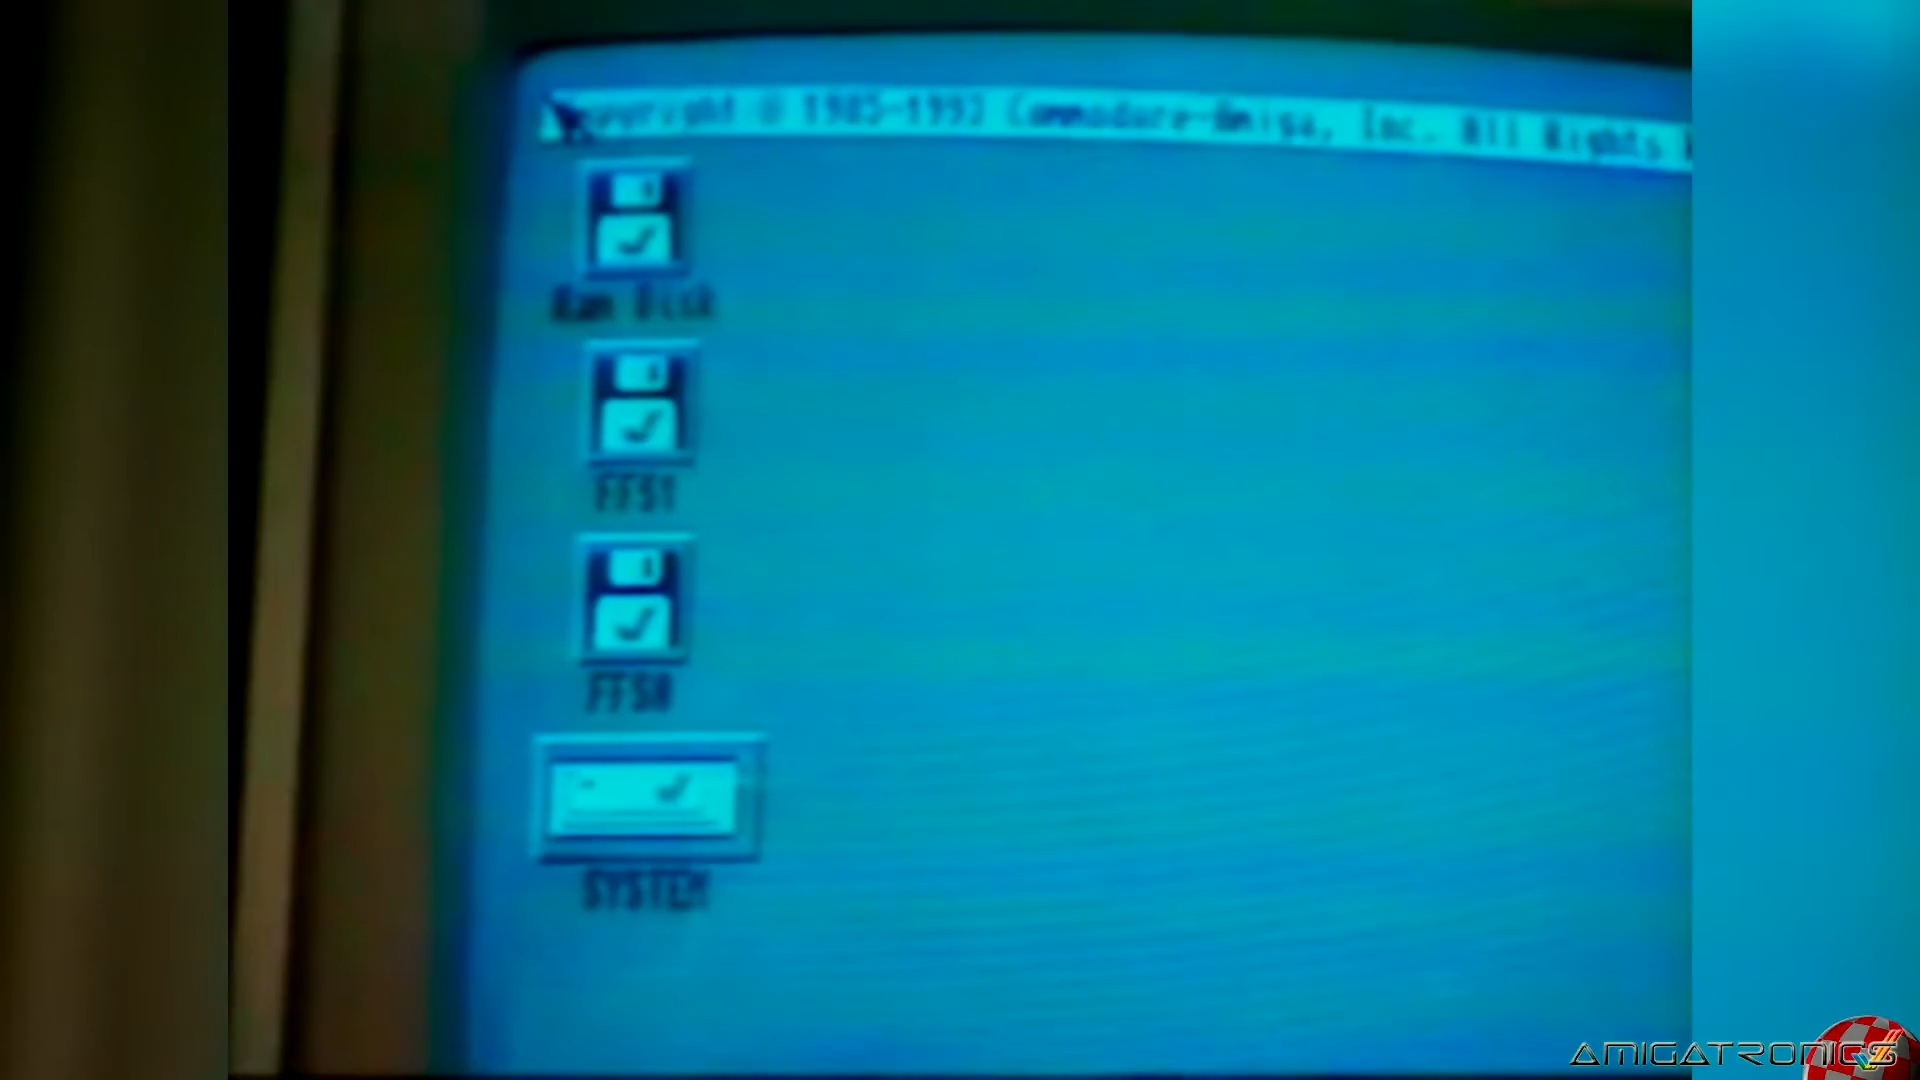 Copyright © 1985-1993 Commodore-Amiga, Inc. All Rights
Ram Disk
FFS1
FFS0
SYSTEM
AMIGATRONICS